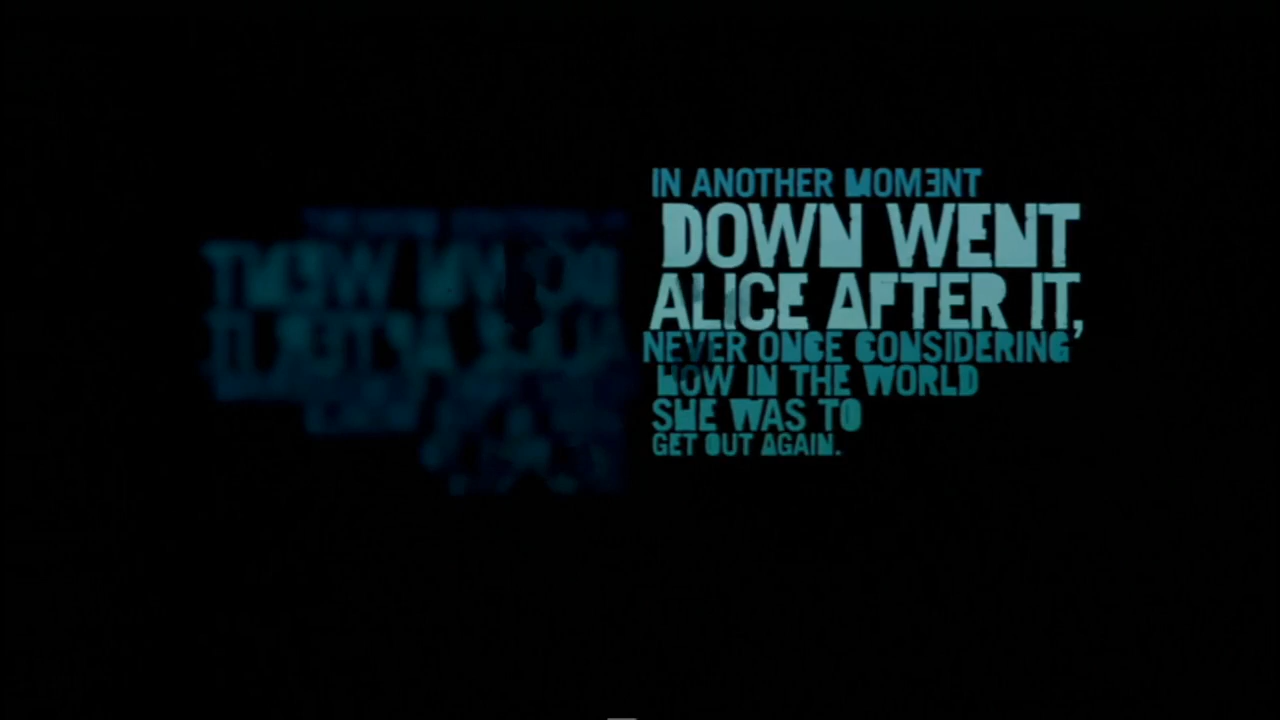 IN ANOTHER MOMENT
DOWN WENT
ALICE AFTER IT,
NEVER ONCE CONSIDERING
HOW IN THE WORLD
SHE WAS TO
GET OUT AGAIN.